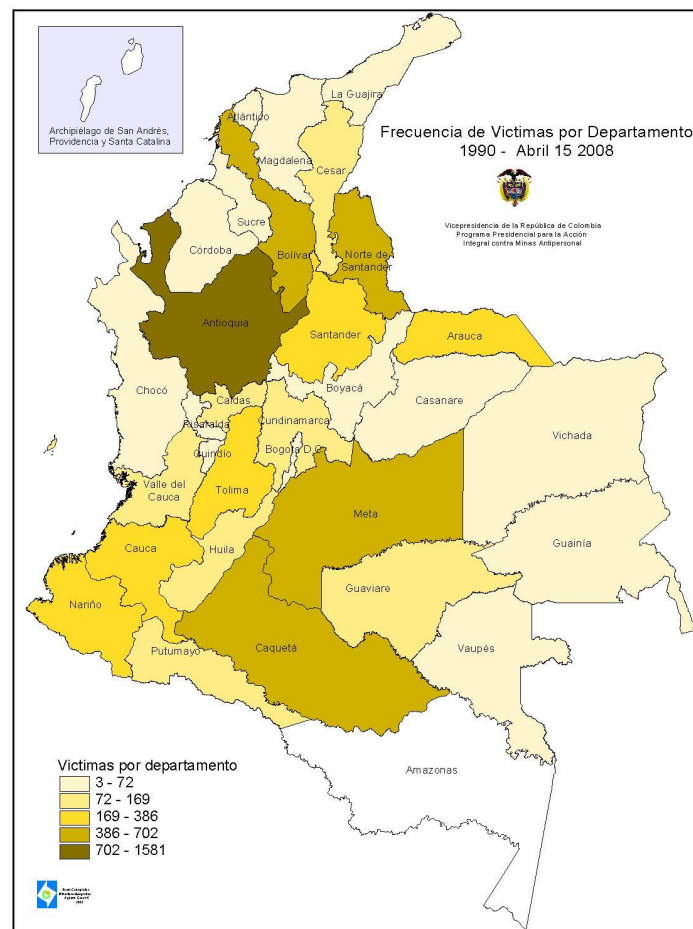 La Guajira
Atlántico
Archipiélago de San Andrés,
Providencia y Santa Catalina
Frecuencia de Victimas por Departamento
1990 - Abril 15 2008
Magdalena
Cesar
Vicepresidencia de la República de Colombia
Programa Presidencial para la Acción
Integral contra Minas Antipersonal
Sucre
Córdoba
Bolívar
Norte de
Santander
Antioquia
Santander
Arauca
Chocó
Boyacá
Casanare
Caldas
Cundinamarca
Risaralda
Vichada
Quindío
Bogotá D.C.
Valle del
Cauca
Tolima
Meta
Cauca
Huila
Guainía
Guaviare
Nariño
Putumayo
Caquetá
Vaupés
Amazonas
Victimas por departamento
3 - 72
72 - 169
169 - 386
386 - 702
702 - 1581